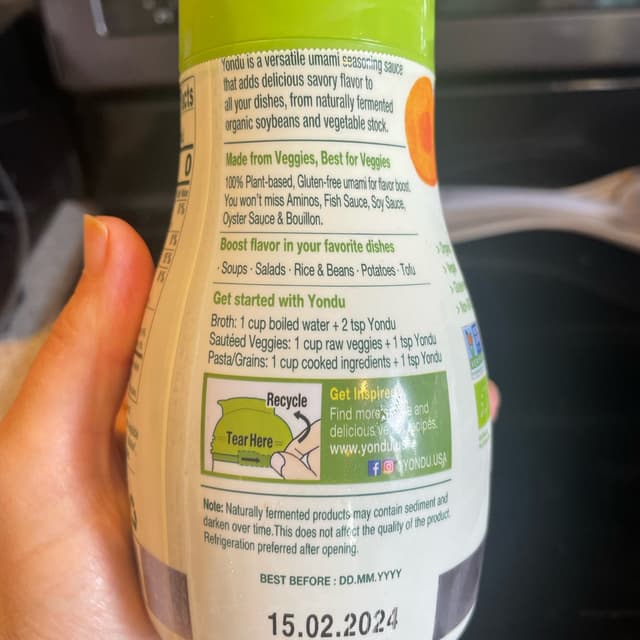 Yondu is a versatile umami seasoning sauce
that adds delicious savory flavor to
all your dishes, from naturally fermented
organic soybeans and vegetable stock.
Made from Veggies, Best for Veggies
100% Plant-based, Gluten-free umami for flavor boost.
You won't miss Aminos, Fish Sauce, Soy Sauce,
Oyster Sauce & Bouillon.
Boost flavor in your favorite dishes
· Soups · Salads · Rice & Beans · Potatoes · Tofu
Get started with Yondu
Broth: 1 cup boiled water + 2 tsp Yondu
Sautéed Veggies: 1 cup raw veggies + 1 tsp Yondu
Pasta/Grains: 1 cup cooked ingredients + 1 tsp Yondu
Recycle
Tear Here
Get
Find more and
delicious
YONDU.USA
Note: Naturally fermented products may contain sediment and
darken over time. This does not affect the quality of the product.
Refrigeration preferred after opening.
BEST BEFORE : DD.MM.YYYY
15.02.2024